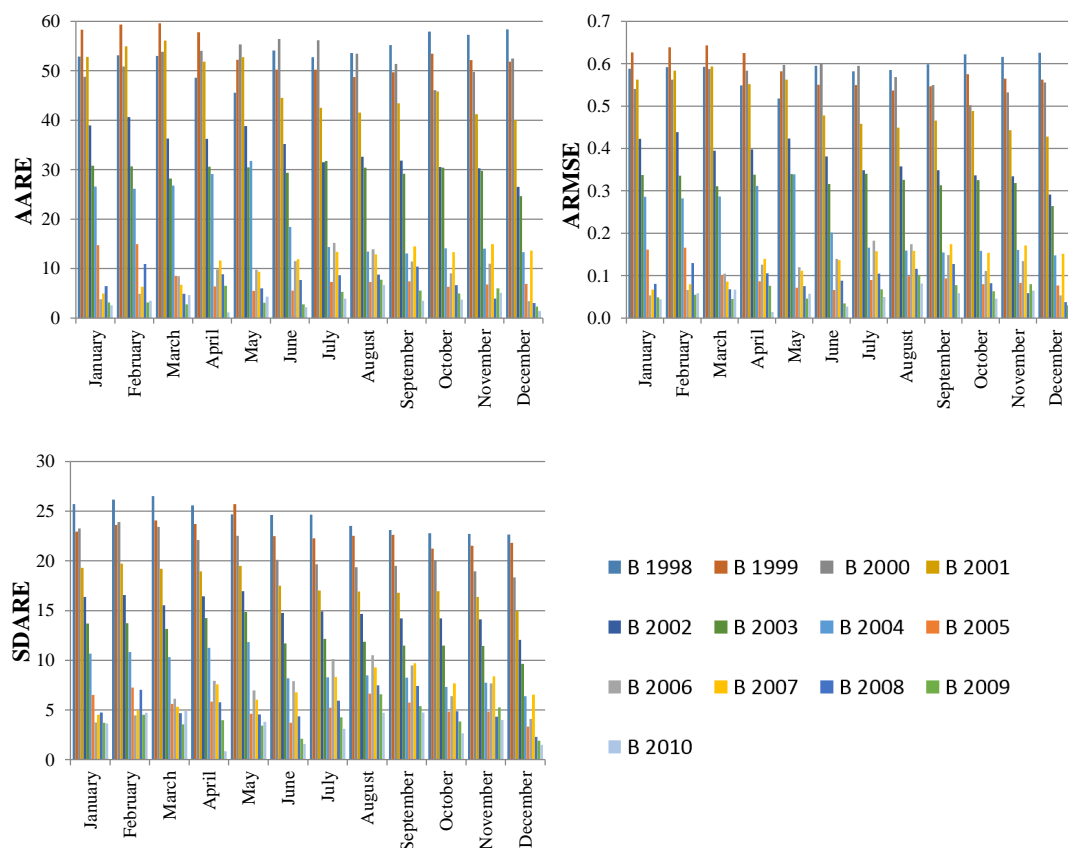 60
50
40
30
20
10
0
AARE
January
February
March
April
May
June
July
August
September
October
November
December
0.7
0.6
0.5
0.4
0.3
0.2
0.1
0.0
ARMSE
January
February
March
April
May
June
July
August
September
October
November
December
30
25
20
15
10
5
0
SDARE
January
February
March
April
May
June
July
August
September
October
November
December
B 1998 B 1999 B 2000 B 2001
B 2002 B 2003 B 2004 B 2005
B 2006 B 2007 B 2008 B 2009
B 2010